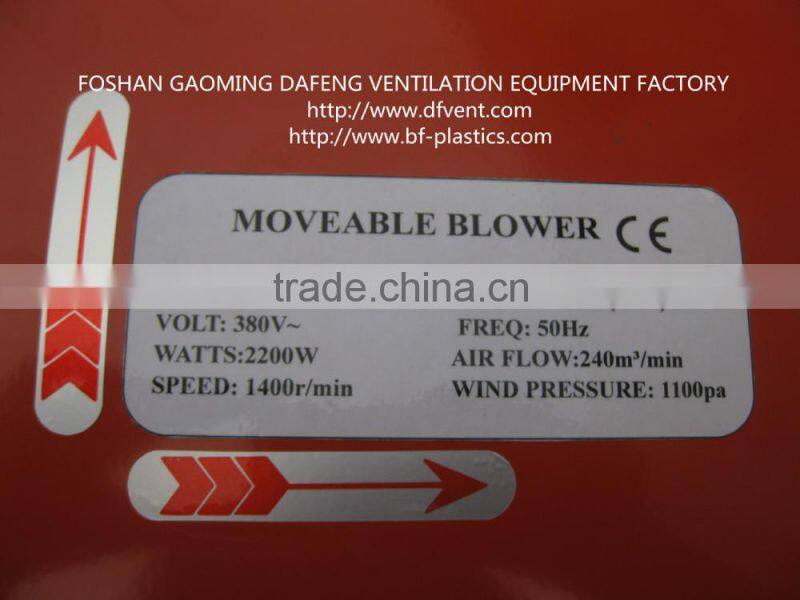 FOSHAN GAOMING DAFENG VENTILATION EQUIPMENT FACTORY
http://www.dfvent.com
http://www.bf-plastics.com
MOVEABLE BLOWER CE
trade.china.cn
VOLT: 380V~ FREQ: 50Hz
WATTS:2200W AIR FLOW:240m³/min
SPEED: 1400r/min WIND PRESSURE: 1100pa